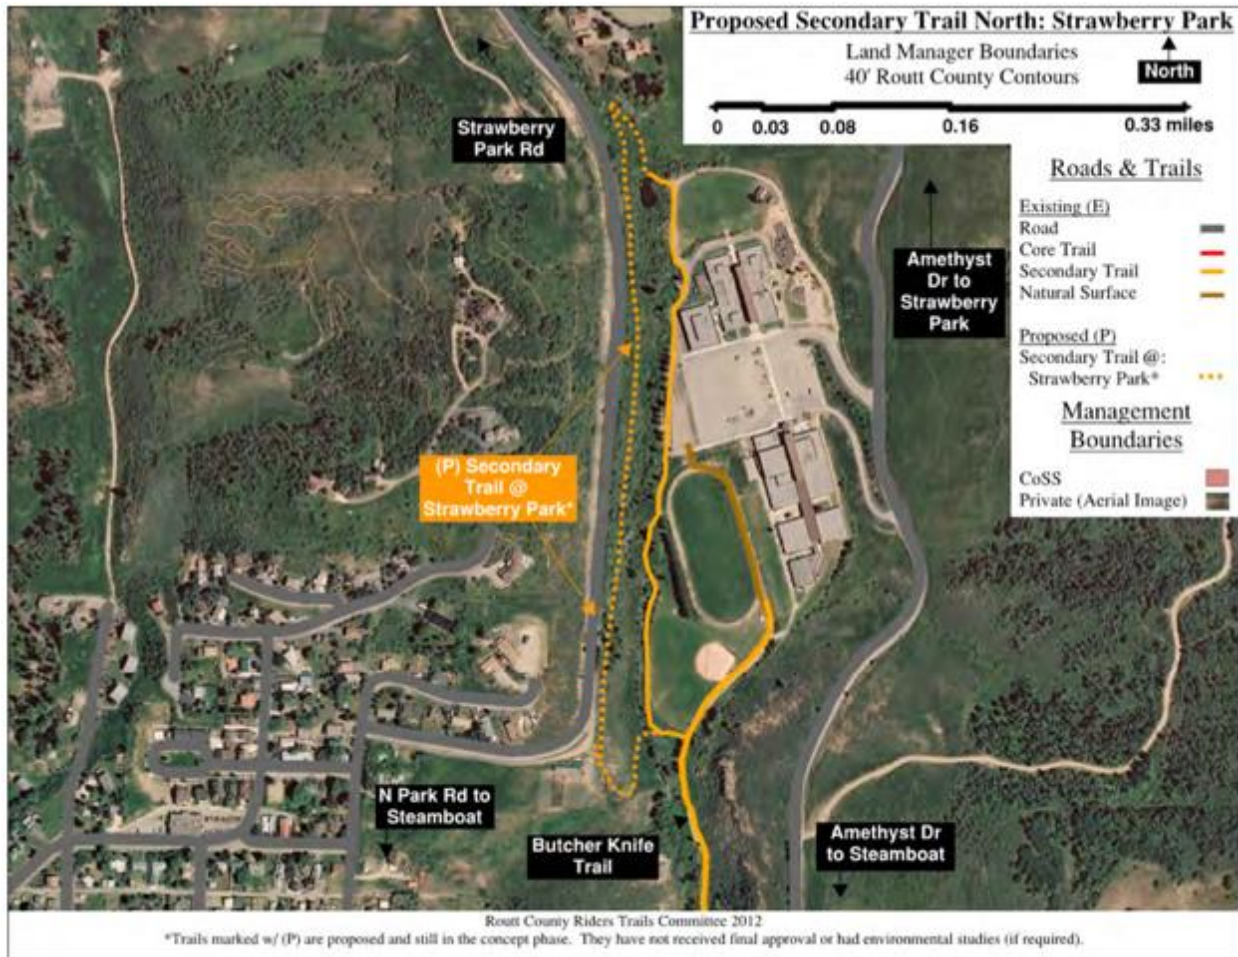 Proposed Secondary Trail North: Strawberry Park
Land Manager Boundaries
40' Routt County Contours
North
0 0.03 0.08 0.16 0.33 miles
Strawberry
Park Rd
Roads & Trails
Existing (E)
Road
Core Trail
Secondary Trail
Natural Surface
Proposed (P)
Secondary Trail @:
Strawberry Park*
Management
Boundaries
CoSS
Private (Aerial Image)
Amethyst
Dr to
Strawberry
Park
(P) Secondary
Trail @
Strawberry Park*
N Park Rd to
Steamboat
Butcher Knife
Trail
Amethyst Dr
to Steamboat
Routt County Riders Trails Committee 2012
*Trails marked w/ (P) are proposed and still in the concept phase. They have not received final approval or had environmental studies (if required).